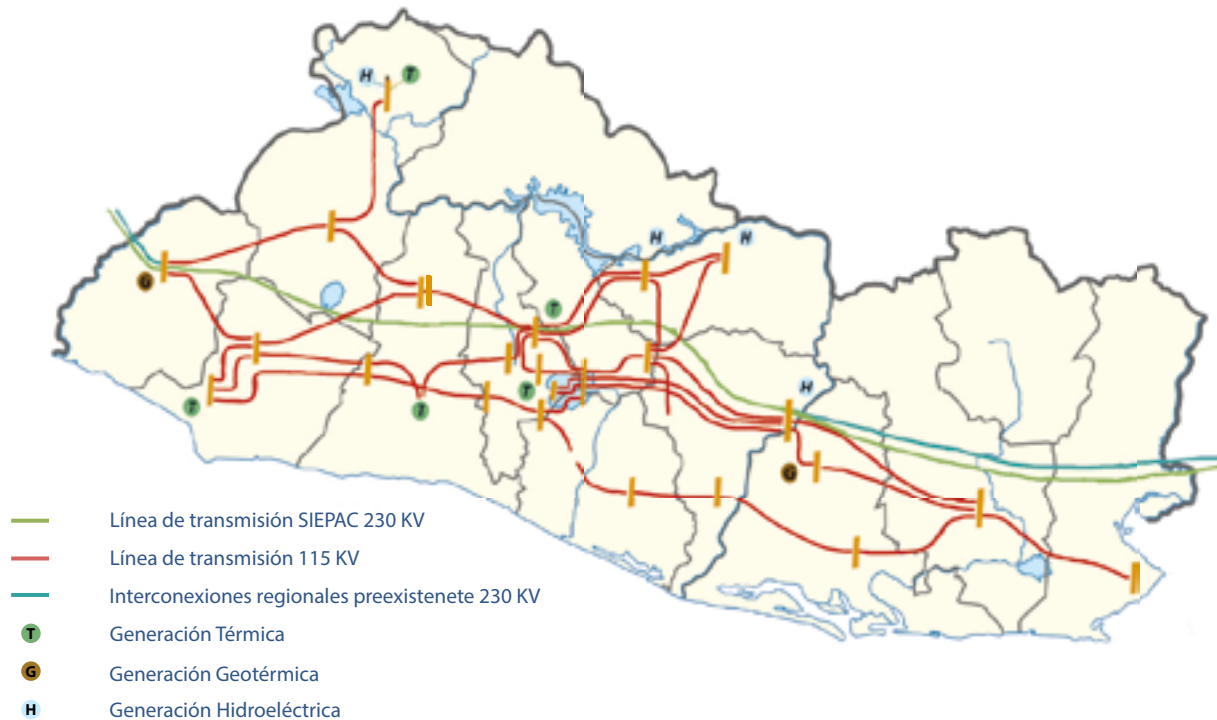 H T
H H
G
T
T
H
T
T
G
Línea de transmisión SIEPAC 230 KV
Línea de transmisión 115 KV
Interconexiones regionales preexistenete 230 KV
T Generación Térmica
G Generación Geotérmica
H Generación Hidroeléctrica